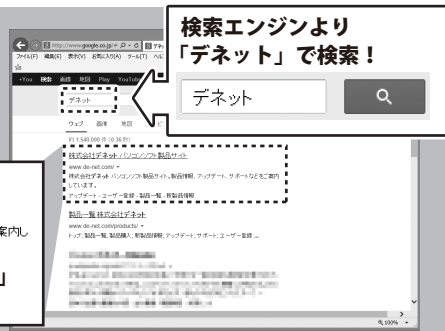 検索エンジンより
「デネット」で検索！
デネット
http://www.google.co.jp/
ファイル(F) 編集(E) 表示(V) お気に入り(A) ツール(T)
+You 検索 画像 地図 Play YouTube
デネット
ウェブ 画像 地図
約 1,540,000 件 (0.36 秒)
株式会社デネット パソコンソフト製品サイト
www.de-net.com/
株式会社デネット パソコンソフト製品サイト。製品情報、アップデート、サポートなどをご案内
しています。
アップデート - ユーザー登録 - 製品一覧 - 新製品情報
案内し
」
製品一覧 株式会社デネット
www.de-net.com/products/
トップ; 製品一覧; 製品購入; 新製品情報; アップデート; サポート; ユーザー登録 ...
100%